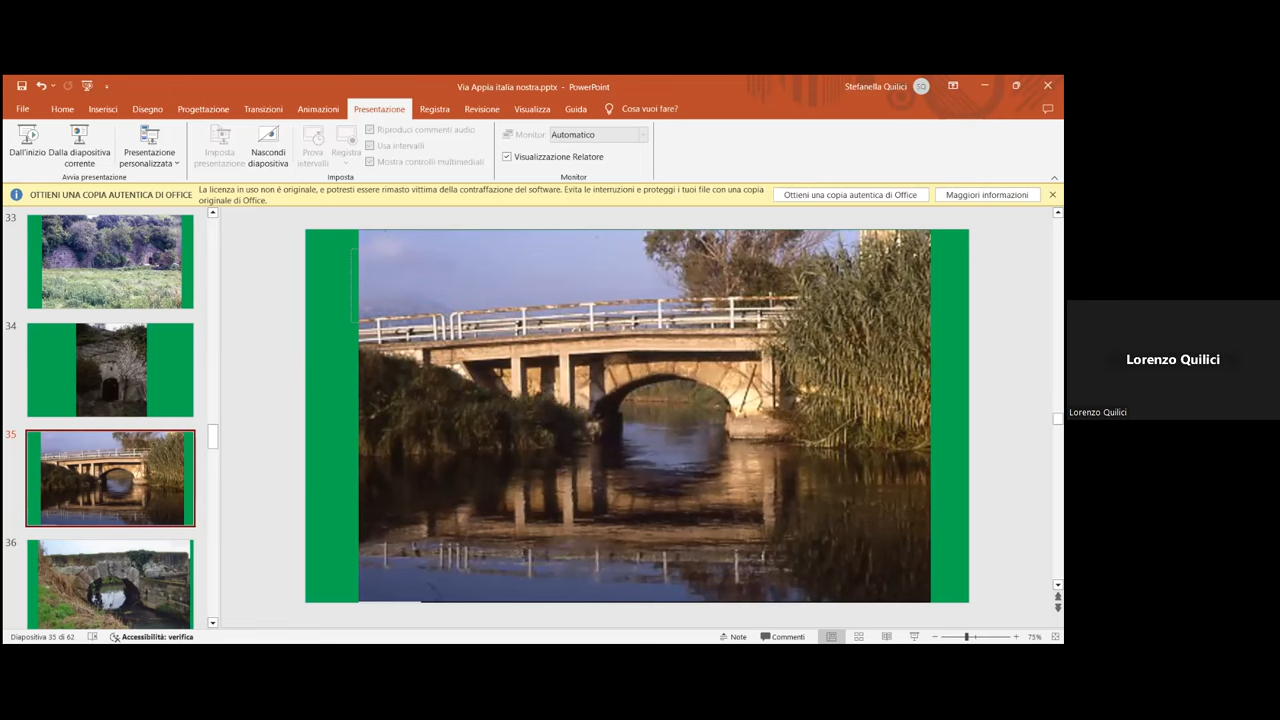 Via Appia italia nostra.pptx - PowerPoint
Stefanella Quilici SQ
File Home Inserisci Disegno Progettazione Transizioni Animazioni Presentazione Registra Revisione Visualizza Guida Cosa vuoi fare?
Dall'inizio
Dalla diapositiva
corrente
Presentazione
personalizzata
Imposta
presentazione
Nascondi
diapositiva
Prova
intervalli
Registra
Riproduci commenti audio
Usa intervalli
Mostra controlli multimediali
Monitor: Automatico
Visualizzazione Relatore
Avvia presentazione
Imposta
Monitor
OTTIENI UNA COPIA AUTENTICA DI OFFICE
La licenza in uso non è originale, e potresti essere rimasto vittima della contraffazione del software. Evita le interruzioni e proteggi i tuoi file con una copia
originale di Office.
Ottieni una copia autentica di Office
Maggiori informazioni
33
34
35
36
Lorenzo Quilici
Lorenzo Quilici
Diapositiva 35 di 62
Accessibilità: verifica
Note
Commenti
75%